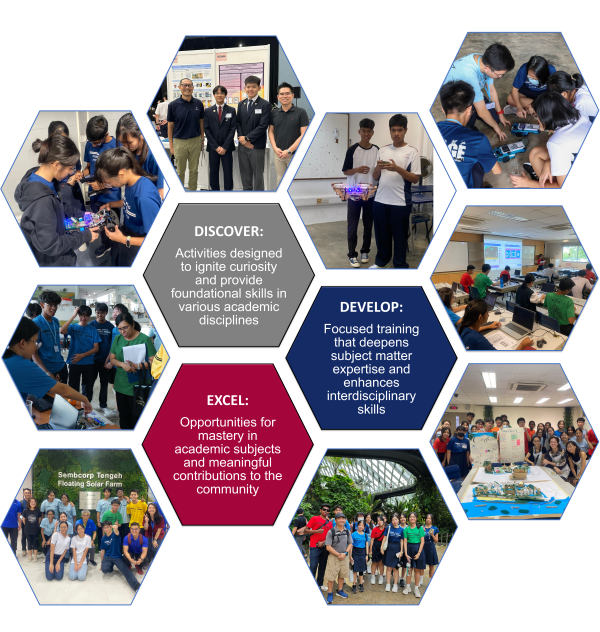 DISCOVER:
Activities designed
to ignite curiosity
and provide
foundational skills in
various academic
disciplines
DEVELOP:
Focused training
that deepens
subject matter
expertise and
enhances
interdisciplinary
skills
EXCEL:
Opportunities for
mastery in
academic subjects
and meaningful
contributions to the
community
Sembcorp Tengeh
Floating Solar Farm